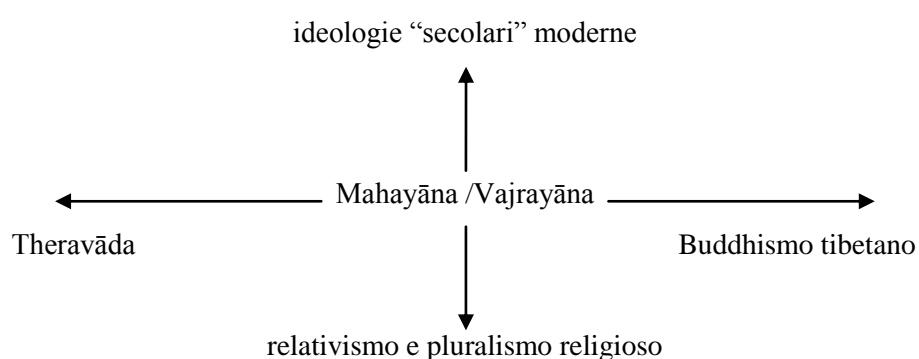 ideologie “secolari” moderne
Mahayāna /Vajrayāna
Theravāda Buddhismo tibetano
relativismo e pluralismo religioso